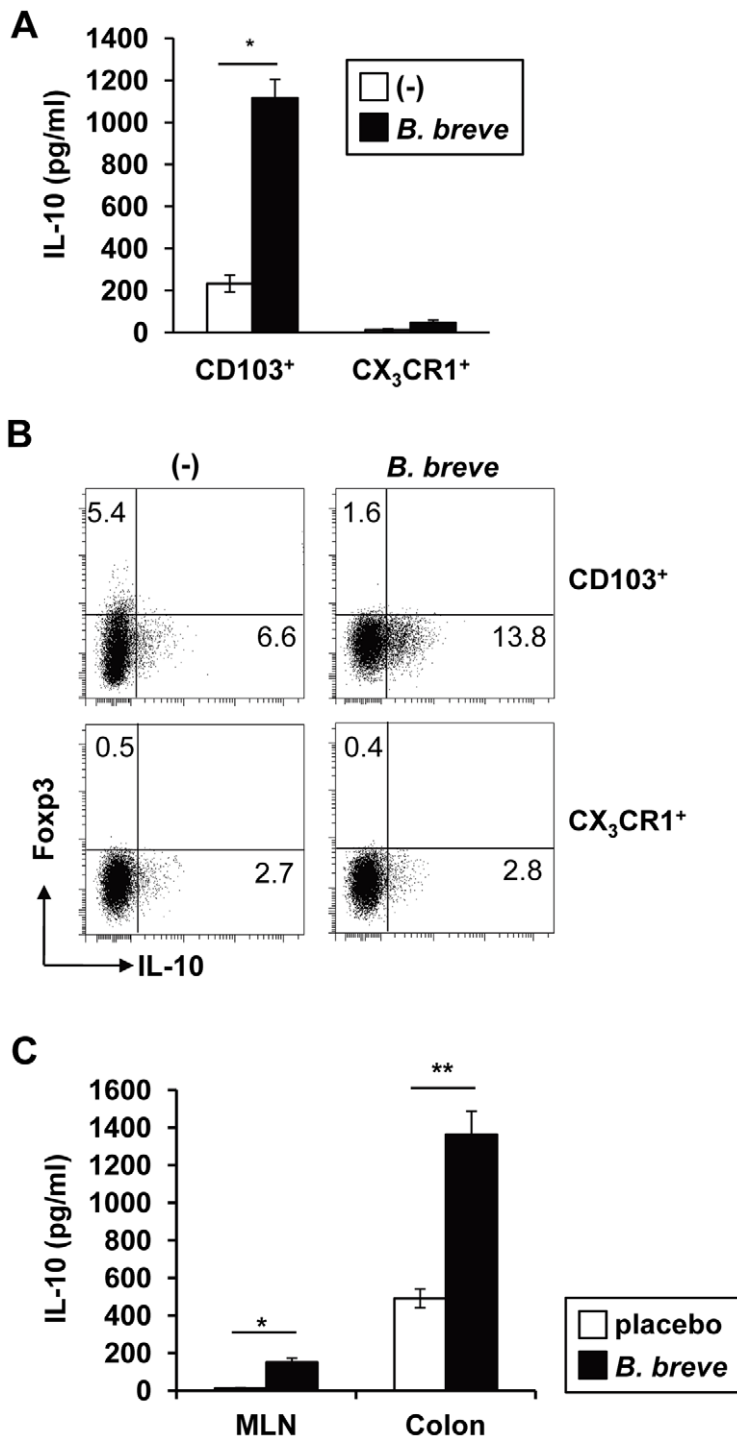 A
1400
1200
1000
800
600
400
200
0
IL-10 (pg/ml)
*
(-)
B. breve
CD103⁺
CX₃CR1⁺
B
(-)
B. breve
5.4
6.6
1.6
13.8
CD103⁺
0.5
2.7
0.4
2.8
CX₃CR1⁺
Foxp3
IL-10
C
1600
1400
1200
1000
800
600
400
200
0
IL-10 (pg/ml)
*
**
MLN
Colon
placebo
B. breve